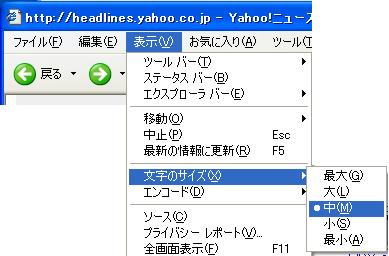 http://headlines.yahoo.co.jp - Yahoo!ニュース
ファイル(F) 編集(E) 表示(V) お気に入り(A) ツール(T)
戻る
ツール バー(T)
ステータス バー(B)
エクスプローラ バー(E)
移動(O)
中止(P) Esc
最新の情報に更新(R) F5
文字のサイズ(X)
エンコード(D)
ソース(C)
プライバシー レポート(V)...
全画面表示(F) F11
最大(G)
大(L)
中(M)
小(S)
最小(A)